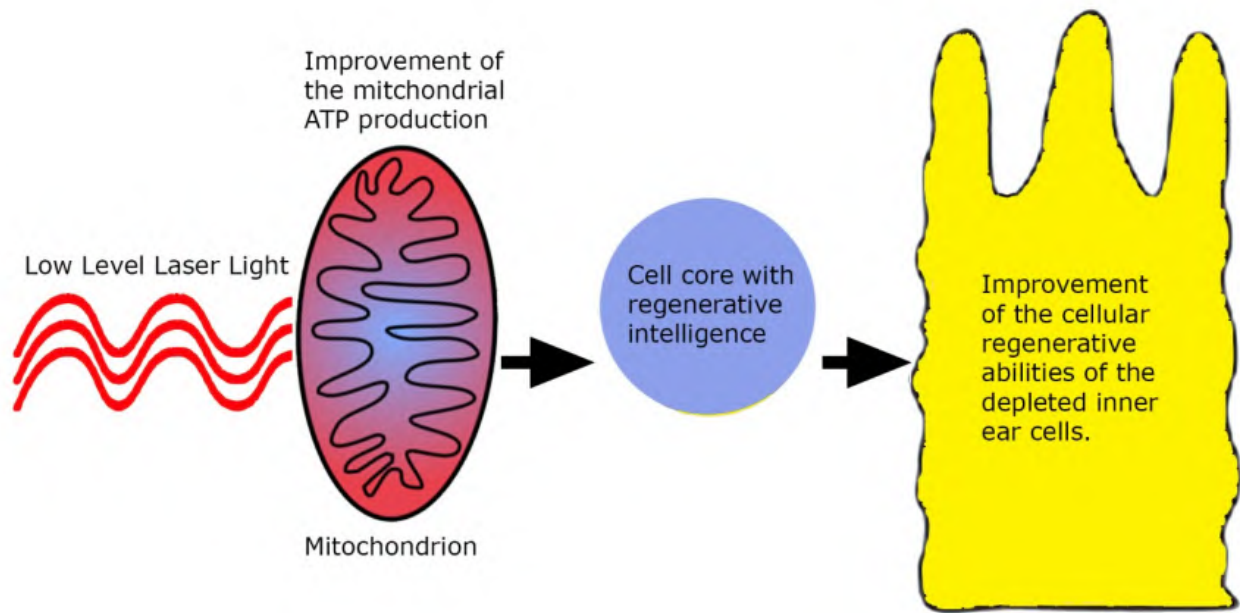 Improvement of
the mitchondrial
ATP production
Low Level Laser Light
Mitochondrion
Cell core with
regenerative
intelligence
Improvement
of the cellular
regenerative
abilities of the
depleted inner
ear cells.